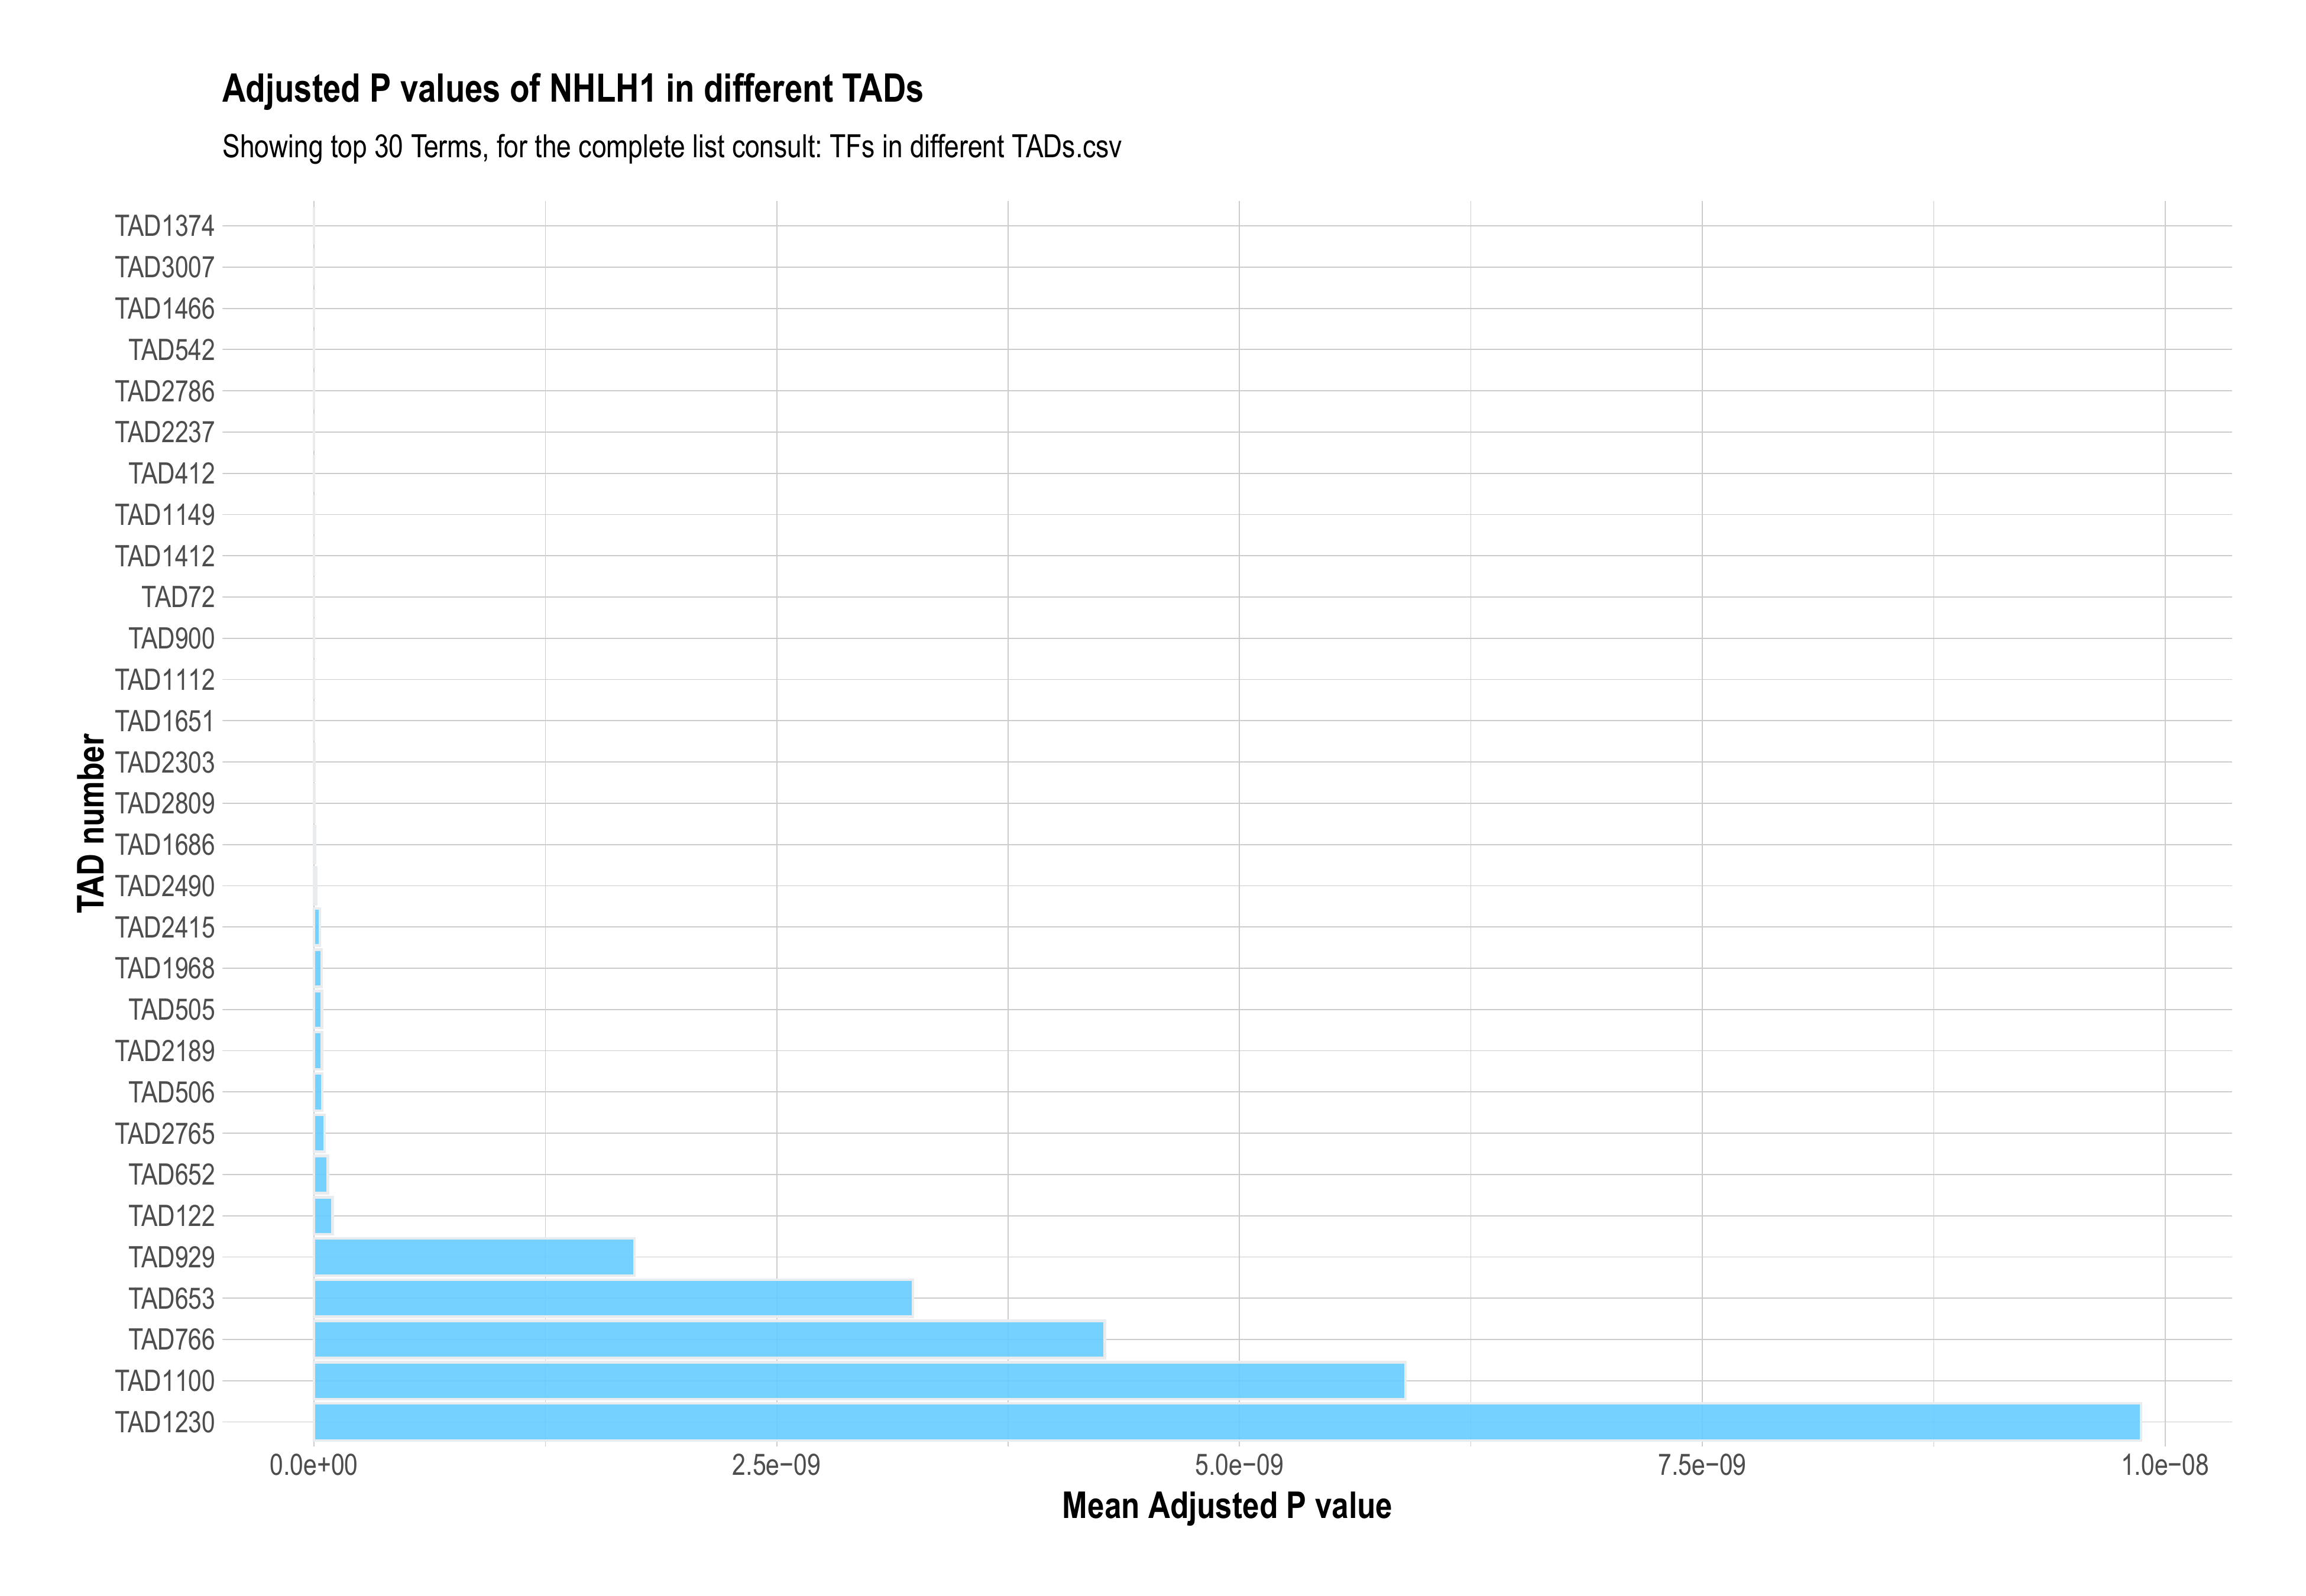 Adjusted P values of NHLH1 in different TADs
Showing top 30 Terms, for the complete list consult: TFs in different TADs.csv
TAD number
TAD1374
TAD3007
TAD1466
TAD542
TAD2786
TAD2237
TAD412
TAD1149
TAD1412
TAD72
TAD900
TAD1112
TAD1651
TAD2303
TAD2809
TAD1686
TAD2490
TAD2415
TAD1968
TAD505
TAD2189
TAD506
TAD2765
TAD652
TAD122
TAD929
TAD653
TAD766
TAD1100
TAD1230
0.0e+00 2.5e−09 5.0e−09 7.5e−09 1.0e−08
Mean Adjusted P value